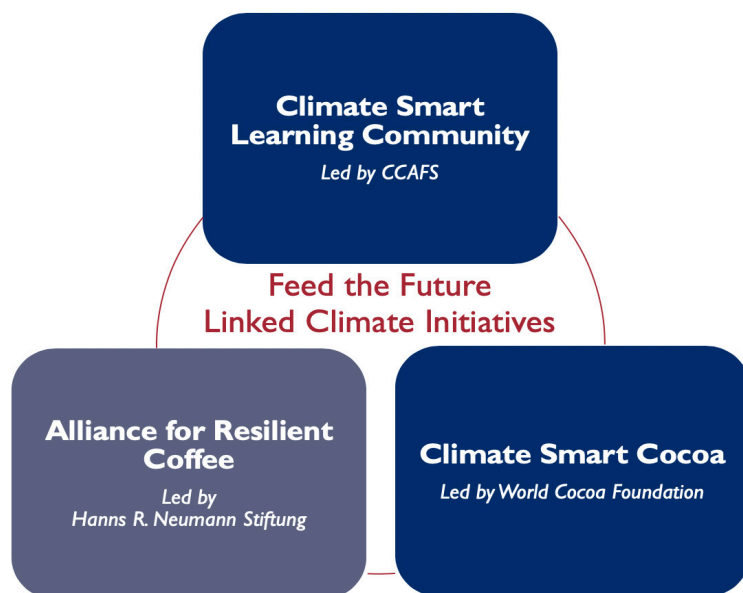 Climate Smart
Learning Community
Led by CCAFS
Feed the Future
Linked Climate Initiatives
Alliance for Resilient
Coffee
Led by
Hanns R. Neumann Stiftung
Climate Smart Cocoa
Led by World Cocoa Foundation